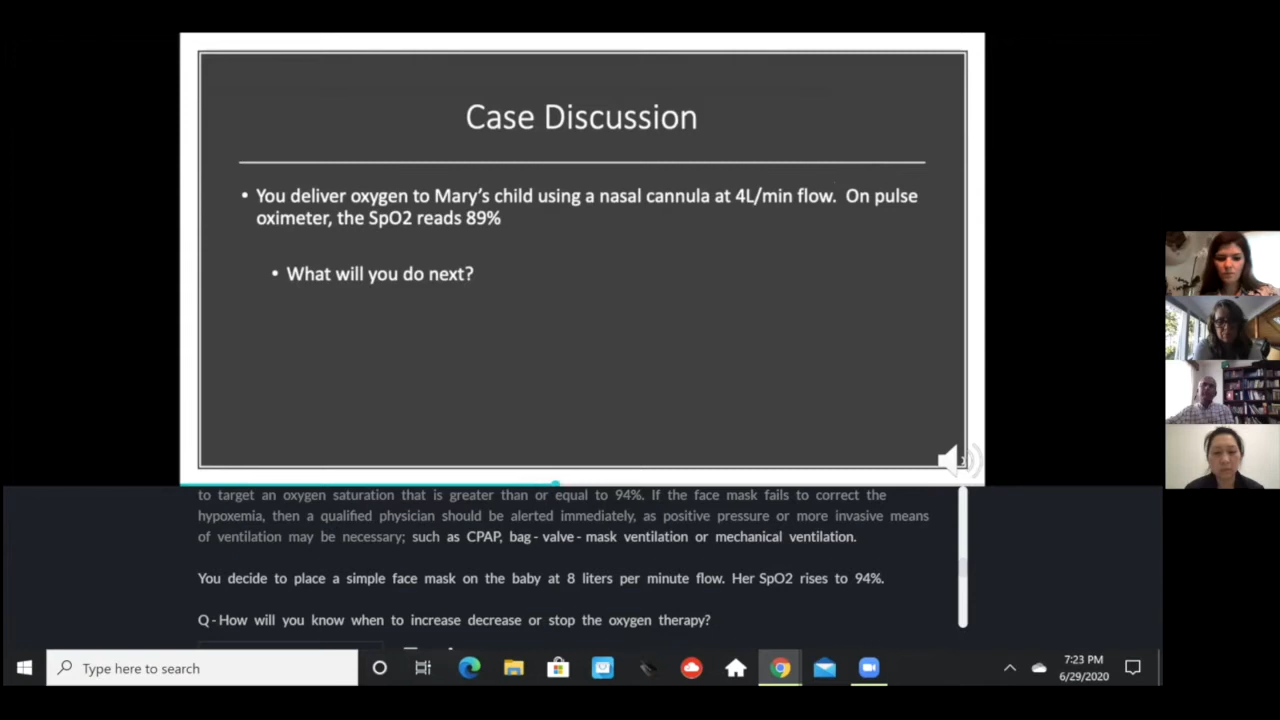 Case Discussion
• You deliver oxygen to Mary's child using a nasal cannula at 4L/min flow.  On pulse
oximeter, the SpO2 reads 89%
• What will you do next?
to target an oxygen saturation that is greater than or equal to 94%. If the face mask fails to correct the
hypoxemia, then a qualified physician should be alerted immediately, as positive pressure or more invasive means
of ventilation may be necessary; such as CPAP, bag-valve-mask ventilation or mechanical ventilation.
You decide to place a simple face mask on the baby at 8 liters per minute flow. Her SpO2 rises to 94%.
Q-How will you know when to increase decrease or stop the oxygen therapy?
Type here to search
7:23 PM
6/29/2020